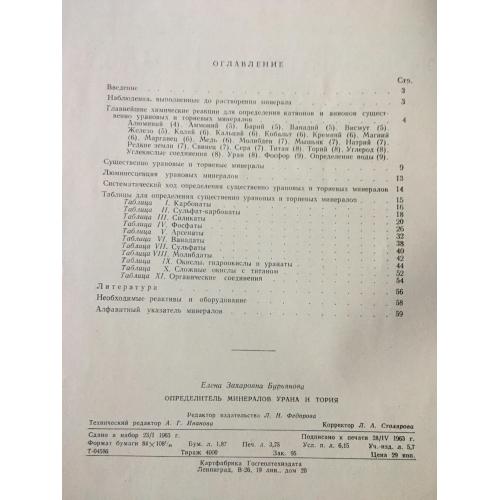 ОГЛАВЛЕНИЕ
Стр.
Введение 3
Наблюдения, выполненные до растворения минерала 3
Главнейшие химические реакции для определения катионов и анионов существенно урановых и ториевых минералов
Алюминий (4). Аммоний (5). Барий (5). Ванадий (5). Висмут (5).
Железо (5). Калий (6). Кальций (6). Кобальт (6). Кремний (6). Магний
(6). Марганец (6). Медь (6). Молибден (7). Мышьяк (7). Натрий (7).
Редкие земли (7). Свинец (7). Сера (7). Титан (8). Торий (8). Углерод (8).
Углекислые соединения (8). Уран (8). Фосфор (9). Определение воды (9).
Существенно урановые и ториевые минералы 9
Люминесценция урановых минералов 13
Систематический ход определения существенно урановых и ториевых минералов 14
Таблицы для определения существенно урановых и ториевых минералов 15
Таблица I. Карбонаты 16
Таблица II. Сульфат-карбонаты 18
Таблица III. Силикаты 20
Таблица IV. Фосфаты 26
Таблица V. Арсенаты 32
Таблица VI. Ванадаты 38
Таблица VII. Сульфаты 40
Таблица VIII. Молибдаты 42
Таблица IX. Окислы, гидроокислы и уранаты 44
Таблица X. Сложные окислы с титаном 52
Таблица XI. Органические соединения 54
Литература 56
Необходимые реактивы и оборудование 58
Алфавитный указатель минералов 59
Елена Захаровна Бурьянова
ОПРЕДЕЛИТЕЛЬ МИНЕРАЛОВ УРАНА И ТОРИЯ
Редактор издательства Л. Н. Федорова
Технический редактор А. Г. Иванова Корректор Л. А. Столярова
Сдано в набор 23/I 1963 г. Подписано к печати 28/IV 1963 г.
Формат бумаги 84×108¹/₁₆ Бум. л. 1,87 Печ. л. 3,75 Усл. п. л. 6,15 Уч.-изд. л. 5,7
Т-04586 Тираж 4000 Зак. 95 Цена 29 коп.
Картфабрика Госгеолтехиздата
Ленинград, В-26, 19 лин., дом 20